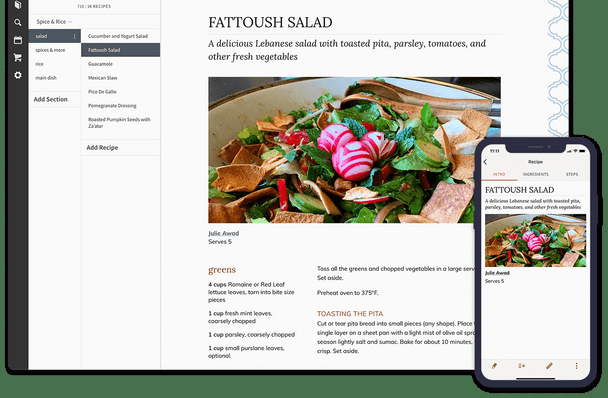 719 / 2K RECIPES
Spice & Rice
salad
spices & more
rice
main dish
Add Section
Cucumber and Yogurt Salad
Fattoush Salad
Guacamole
Mexican Slaw
Pico De Gallo
Pomegranate Dressing
Roasted Pumpkin Seeds with
Za'atar
Add Recipe
FATTOUSH SALAD
A delicious Lebanese salad with toasted pita, parsley, tomatoes, and
other fresh vegetables
Julie Awad
Serves 5
greens
4 cups Romaine or Red Leaf
lettuce leaves, torn into bite size
pieces
1 cup fresh mint leaves,
coarsely chopped
1 cup parsley, coarsely chopped
1 cup small purslane leaves,
optional
Toss all the greens and chopped vegetables in a large serv
Set aside.
Preheat oven to 375°F.
TOASTING THE PITA
Cut or tear pita bread into small pieces (any shape). Place
single layer on a sheet pan with a light mist of olive oil spr
season lightly salt and sumac. Bake for about 10 minutes,
crisp. Set aside.
11:11
Recipe
INTRO
INGREDIENTS
STEPS
FATTOUSH SALAD
A delicious Lebanese salad with toasted pita,
parsley, tomatoes, and other fresh vegetables
Julie Awad
Serves 5